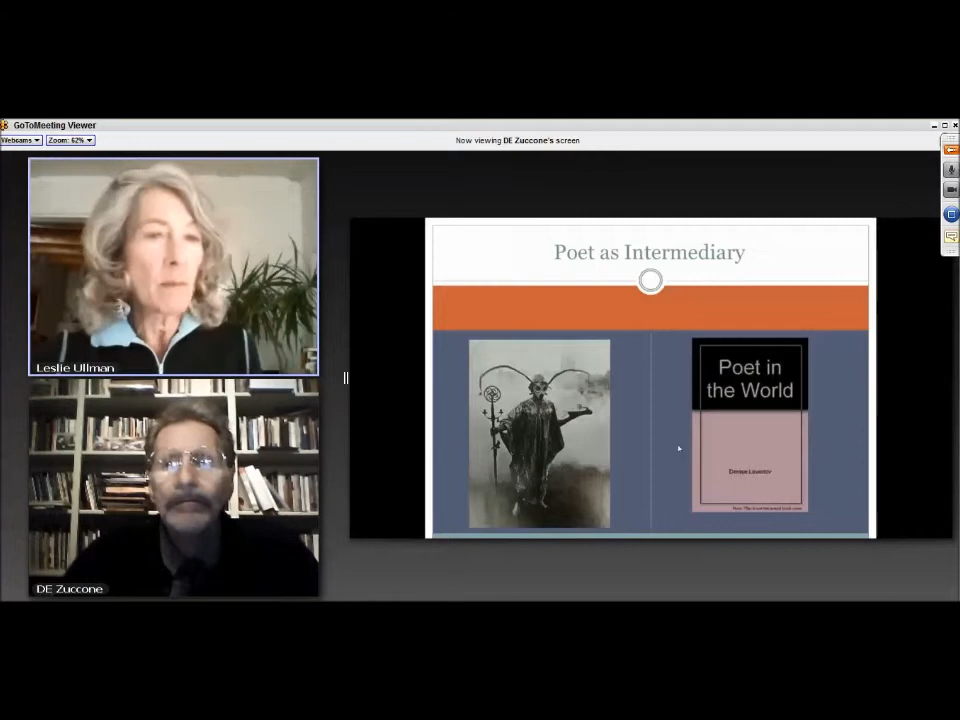 GoToMeeting Viewer
Webcams
Zoom: 62%
Now viewing DE Zuccone's screen
Leslie Ullman
DE Zuccone
Poet as Intermediary
Poet in
the World
Denise Levertov